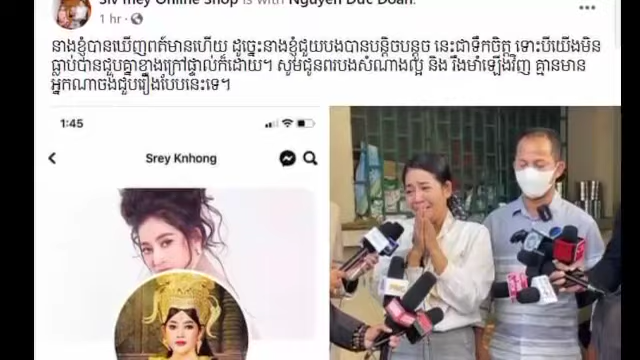 Siv mey Online Shop is with Nguyen Duc Doan.
1 hr
នាងខ្ញុំបានឃើញពត៌មានហើយ ដូច្នេះនាងខ្ញុំជួយបងបានបន្តិចបន្តួច នេះជាទឹកចិត្ត ទោះបីយើងមិន
ធ្លាប់បានជួបគ្នាខាងក្រៅផ្ទាល់ក៏ដោយ។ សូមជូនពរបងសំណាងល្អ និង រឹងមាំឡើងវិញ គ្មានមាន
អ្នកណាចង់ជួបរឿងបែបនេះទេ។
1:45
Srey Knhong